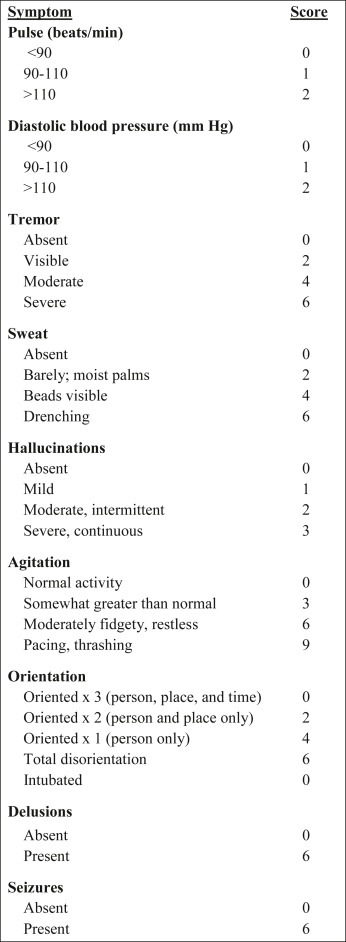 Symptom Score
Pulse (beats/min)
<90 0
90-110 1
>110 2
Diastolic blood pressure (mm Hg)
<90 0
90-110 1
>110 2
Tremor
Absent 0
Visible 2
Moderate 4
Severe 6
Sweat
Absent 0
Barely; moist palms 2
Beads visible 4
Drenching 6
Hallucinations
Absent 0
Mild 1
Moderate, intermittent 2
Severe, continuous 3
Agitation
Normal activity 0
Somewhat greater than normal 3
Moderately fidgety, restless 6
Pacing, thrashing 9
Orientation
Oriented x 3 (person, place, and time) 0
Oriented x 2 (person and place only) 2
Oriented x 1 (person only) 4
Total disorientation 6
Intubated 0
Delusions
Absent 0
Present 6
Seizures
Absent 0
Present 6